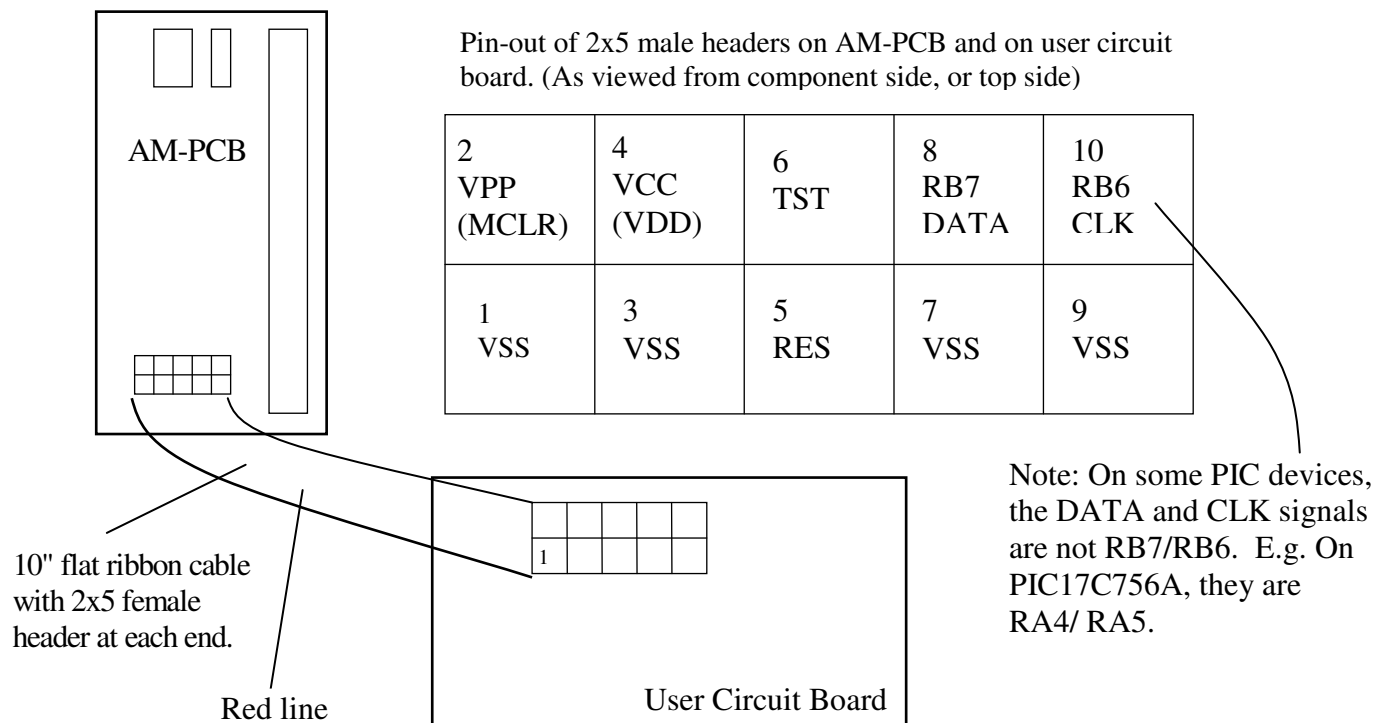 Pin-out of 2x5 male headers on AM-PCB and on user circuit
board. (As viewed from component side, or top side)
AM-PCB
2
VPP
(MCLR)
4
VCC
(VDD)
6
TST
8
RB7
DATA
10
RB6
CLK
1
VSS
3
VSS
5
RES
7
VSS
9
VSS
Note: On some PIC devices,
the DATA and CLK signals
are not RB7/RB6. E.g. On
PIC17C756A, they are
RA4/ RA5.
10" flat ribbon cable
with 2x5 female
header at each end.
Red line
1
User Circuit Board